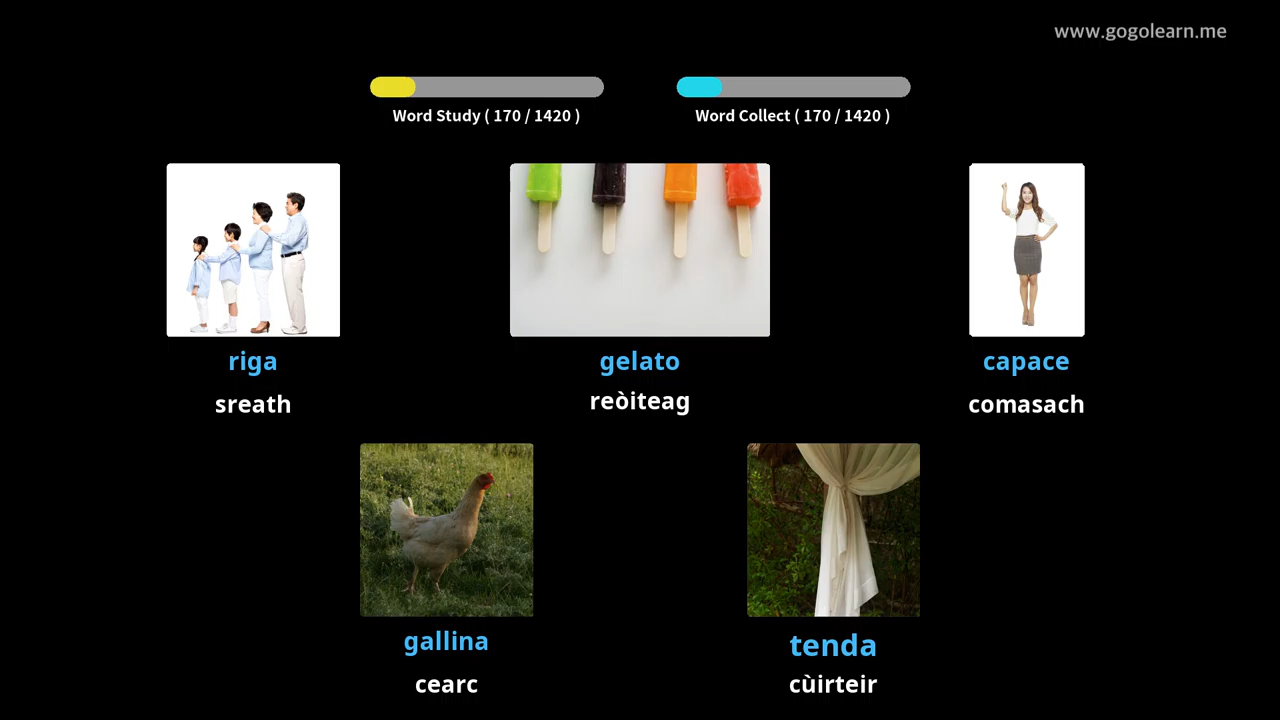 www.gogolearn.me
Word Study ( 170 / 1420 )
Word Collect ( 170 / 1420 )
riga
sreath
gelato
reòiteag
capace
comasach
gallina
cearc
tenda
cùirteir